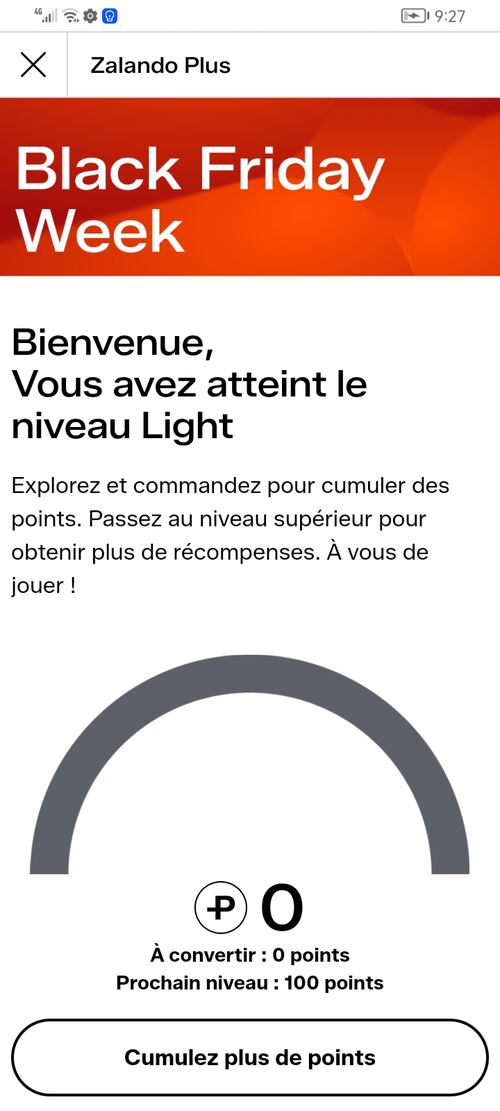 4G 9:27
Zalando Plus
Black Friday
Week
Bienvenue,
Vous avez atteint le
niveau Light
Explorez et commandez pour cumuler des
points. Passez au niveau supérieur pour
obtenir plus de récompenses. À vous de
jouer !
P 0
À convertir : 0 points
Prochain niveau : 100 points
Cumulez plus de points